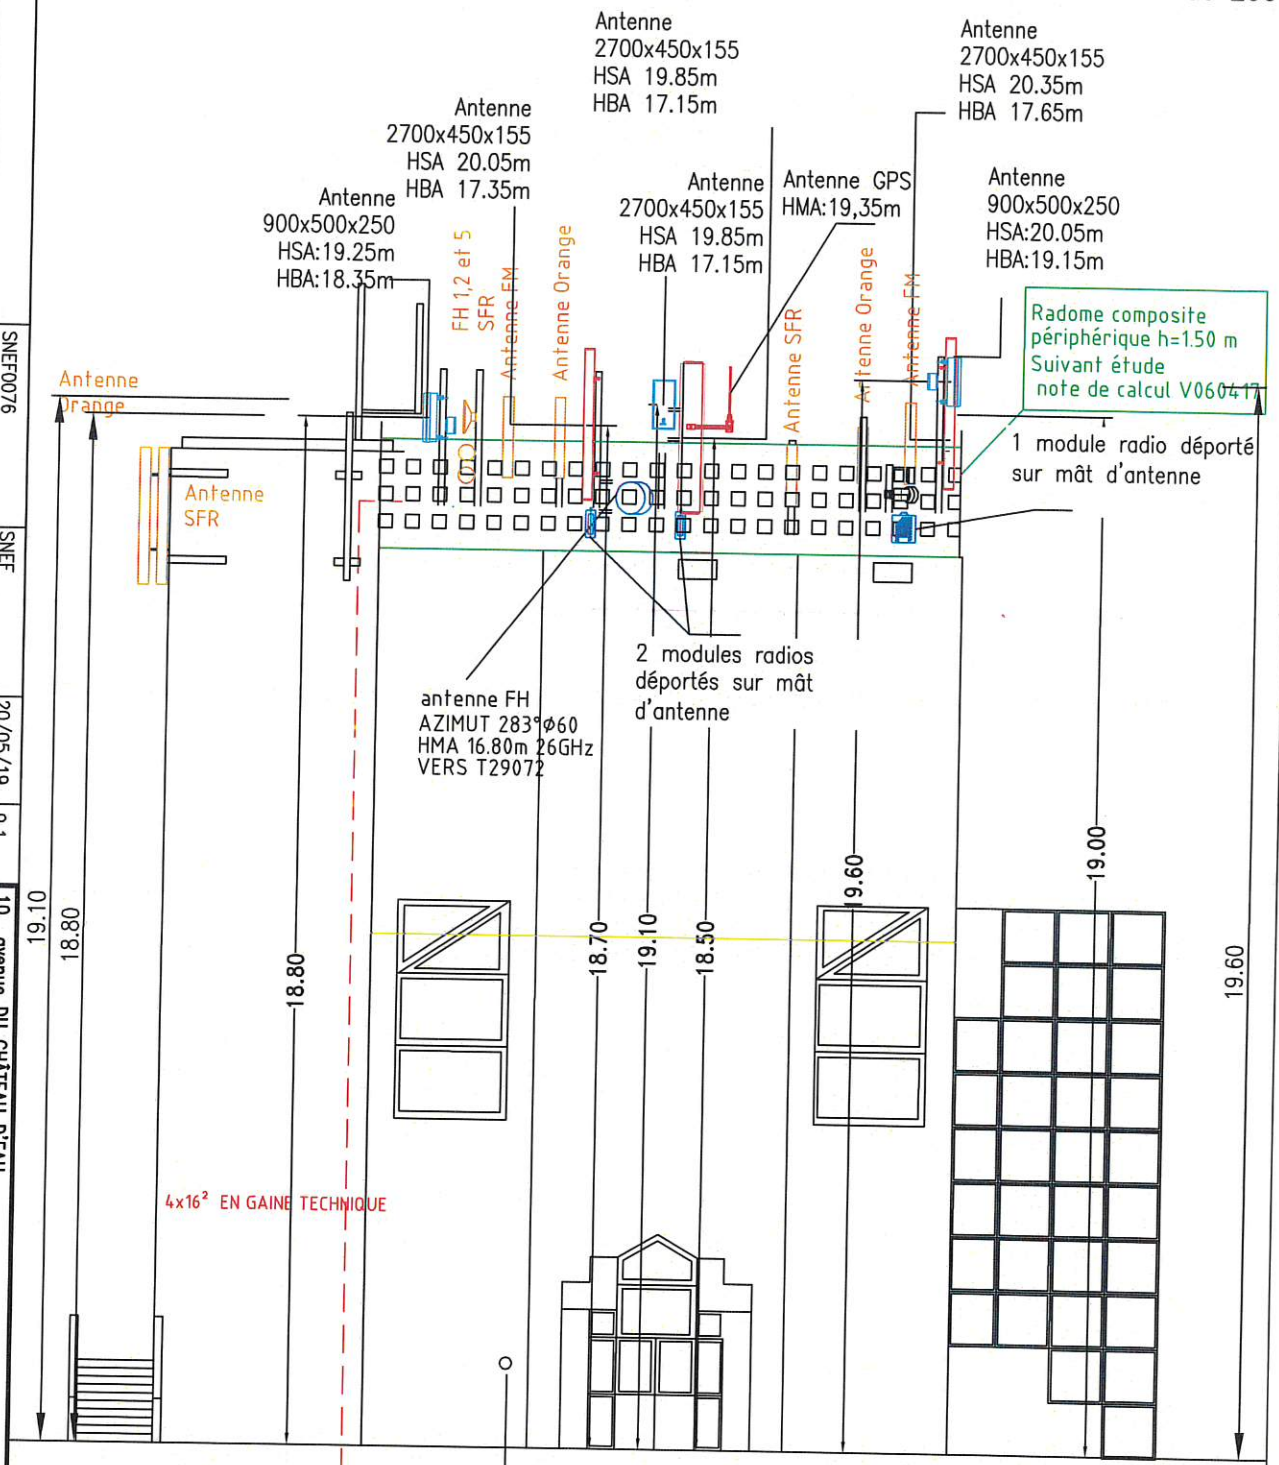 Antenne
2700x450x155
HSA 19.85m
HBA 17.15m
Antenne
2700x450x155
HSA 20.35m
HBA 17.65m
Antenne
2700x450x155
HSA 20.05m
HBA 17.35m
Antenne
900x500x250
HSA:19.25m
HBA:18.35m
Antenne
2700x450x155
HSA 19.85m
HBA 17.15m
Antenne GPS
HMA:19,35m
Antenne
900x500x250
HSA:20.05m
HBA:19.15m
FH 1,2 et 5
SFR
Antenne FM
Antenne Orange
Antenne SFR
Antenne Orange
Antenne FM
Radome composite
périphérique h=1.50 m
Suivant étude
note de calcul V060417
Antenne
Orange
Antenne
SFR
1 module radio déporté
sur mât d'antenne
2 modules radios
déportés sur mât
d'antenne
antenne FH
AZIMUT 283°ø60
HMA 16.80m 26GHz
VERS T29072
19.10
18.80
18.80
18.70
19.10
18.50
19.60
19.00
19.60
4x16² EN GAINE TECHNIQUE
SNEF0076
SNEF
20/05/19